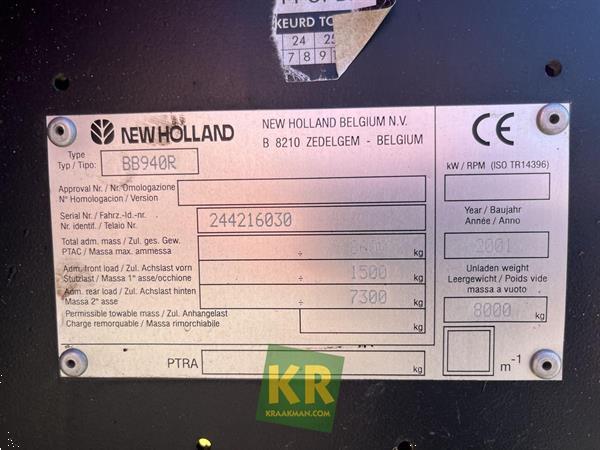 KEURD TO
24 25
7 8 9
NEW HOLLAND
NEW HOLLAND BELGIUM N.V.
B 8210 ZEDELGEM - BELGIUM
CE
Type
Typ / Tipo: BB940R
kW / RPM (ISO TR14396)
Approval Nr. / Nr. Omologazione
N° Homologacion / Version
Serial Nr. / Fahrz.-Id.-nr.
Nr. identif. / Telaio Nr. 244216030
Year / Baujahr
Année / Anno
2001
Total adm. mass / Zul. ges. Gew.
PTAC / Massa max. ammessa ÷ kg
Adm. front load / Zul. Achslast vorn
Stutzlast / Massa 1° asse/occhione ÷ 1500 kg
Adm. rear load / Zul. Achslast hinten
Massa 2° asse ÷ 7300 kg
Unladen weight
Leergewicht / Poids vide
massa a vuoto
8000 kg
Permissible towable mass / Zul. Anhangelast
Charge remorquable / Massa rimorchiabile kg
PTRA kg
m-1
KR
KRAAKMAN.COM